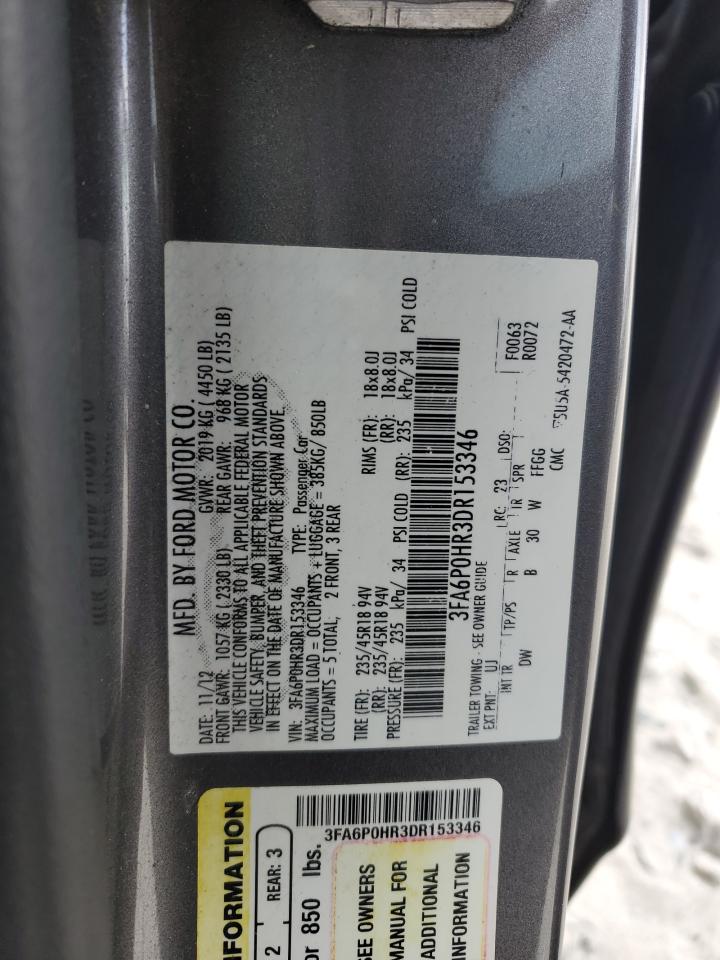 MFD. BY FORD MOTOR CO.
DATE: 11/12 GVWR: 2019 KG ( 4450 LB)
FRONT GAWR: 1057 KG ( 2330 LB) REAR GAWR: 968 KG ( 2135 LB)
THIS VEHICLE CONFORMS TO ALL APPLICABLE FEDERAL MOTOR
VEHICLE SAFETY, BUMPER, AND THEFT PREVENTION STANDARDS
IN EFFECT ON THE DATE OF MANUFACTURE SHOWN ABOVE.
VIN: 3FA6P0HR3DR153346 TYPE: Passenger Car
MAXIMUM LOAD = OCCUPANTS + LUGGAGE = 385KG/ 850LB
OCCUPANTS = 5 TOTAL; 2 FRONT, 3 REAR
TIRE (FR): 235/45R18 94V RIMS (FR): 18x8.0J
(RR): 235/45R18 94V (RR): 18x8.0J
PRESSURE (FR): 235 kPa/ 34 PSI COLD (RR): 235 kPa/ 34 PSI COLD
3FA6P0HR3DR153346
TRAILER TOWING - SEE OWNER GUIDE
EXT PNT: UJ RC: 23 DSO: F0063
R0072
INT TR TP/PS R AXLE TR SPR
DW B 30 W FFGG
CMC 5U5A-5420472-AA
NFORMATION
2 REAR: 3
or 850 lbs.
3FA6P0HR3DR153346
SEE OWNERS
MANUAL FOR
ADDITIONAL
INFORMATION